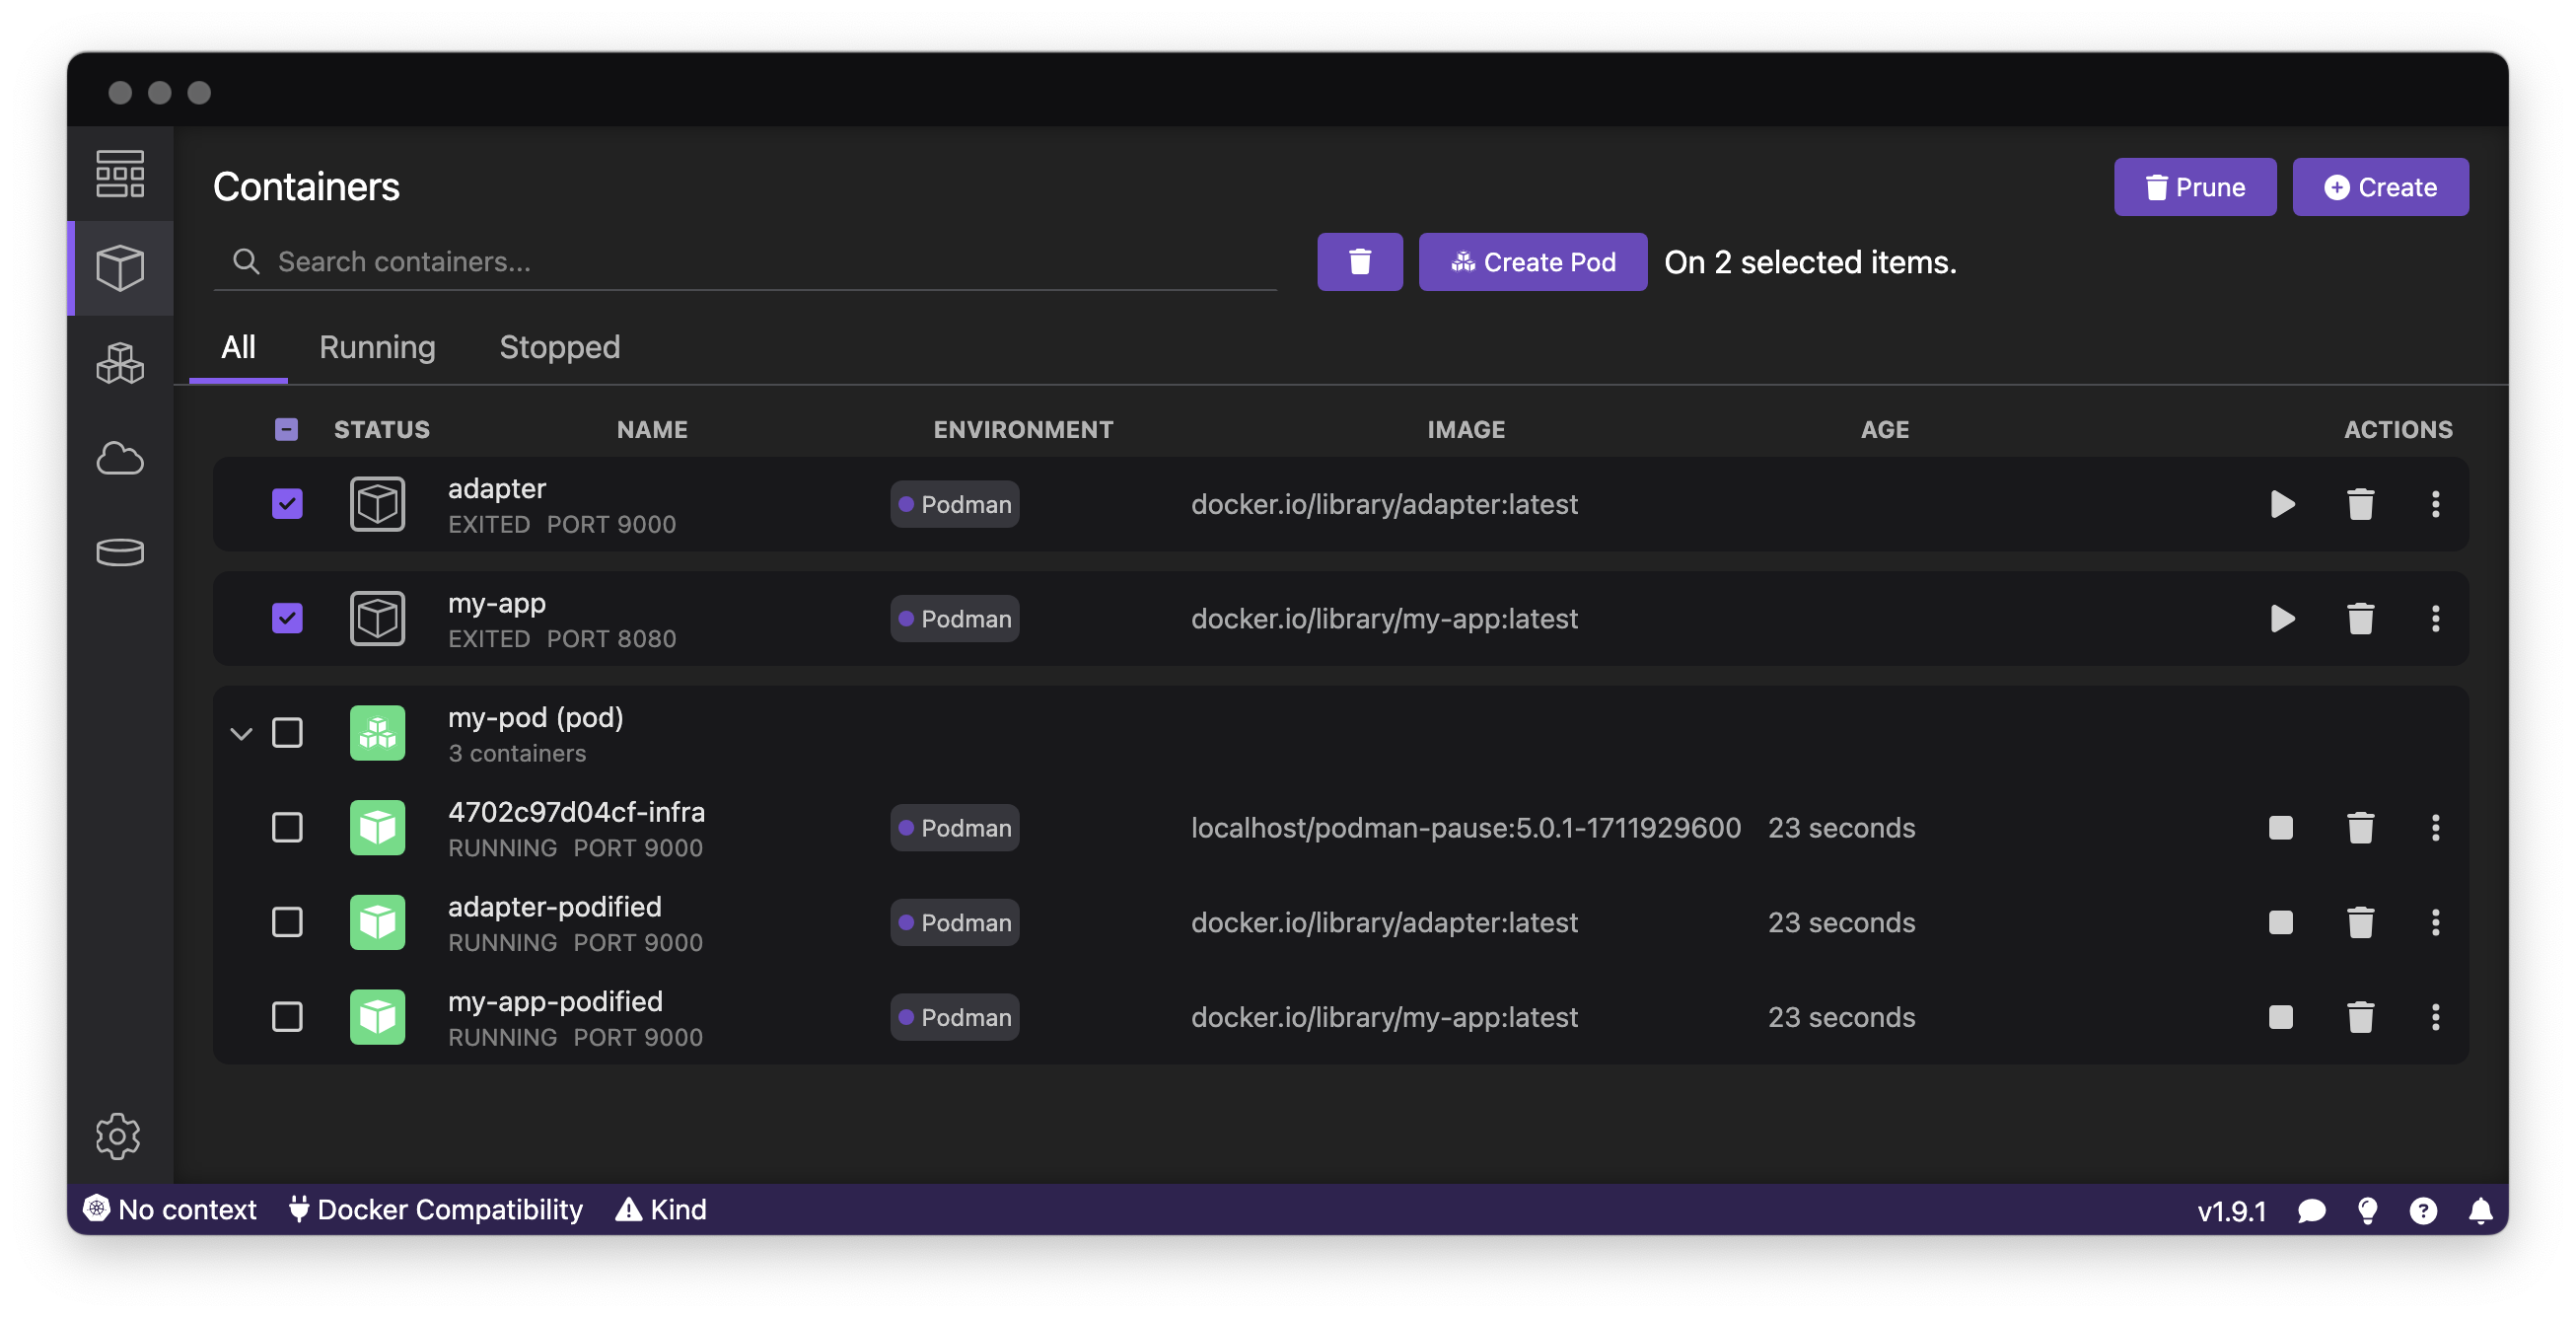 Containers
Prune
Create
Search containers...
Create Pod
On 2 selected items.
All Running Stopped
STATUS NAME ENVIRONMENT IMAGE AGE ACTIONS
adapter
EXITED PORT 9000
Podman
docker.io/library/adapter:latest
my-app
EXITED PORT 8080
Podman
docker.io/library/my-app:latest
my-pod (pod)
3 containers
4702c97d04cf-infra
RUNNING PORT 9000
Podman
localhost/podman-pause:5.0.1-1711929600
23 seconds
adapter-podified
RUNNING PORT 9000
Podman
docker.io/library/adapter:latest
23 seconds
my-app-podified
RUNNING PORT 9000
Podman
docker.io/library/my-app:latest
23 seconds
No context Docker Compatibility Kind
v1.9.1